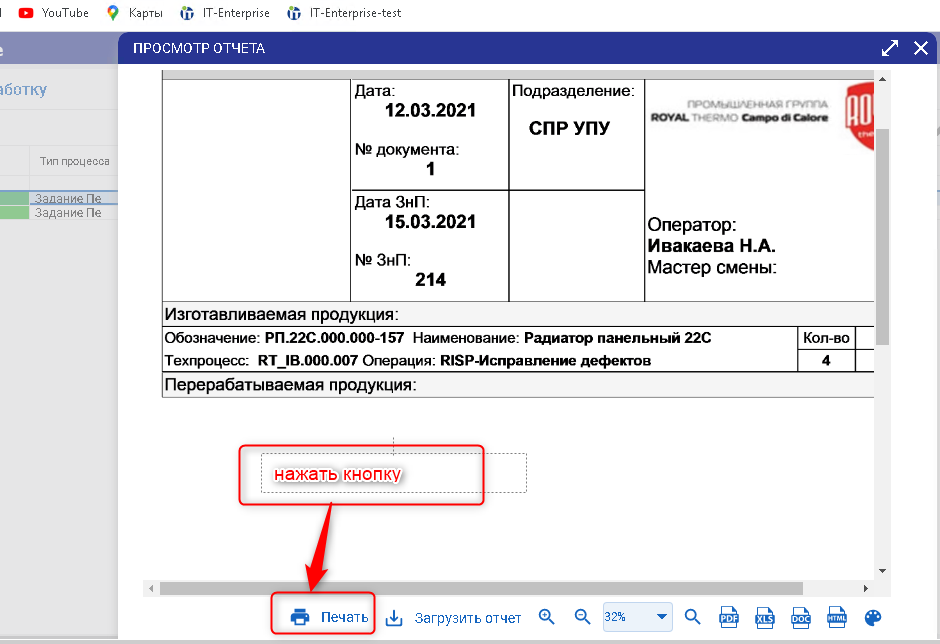 YouTube Карты IT-Enterprise IT-Enterprise-test
ПРОСМОТР ОТЧЕТА
аботку
Тип процесса
Задание Пе
Задание Пе
Дата:
12.03.2021
№ документа:
1
Подразделение:
СПР УПУ
ПРОМЫШЛЕННАЯ ГРУППА
ROYAL THERMO Campo di Calore
Дата ЗнП:
15.03.2021
№ ЗнП:
214
Оператор:
Ивакаева Н.А.
Мастер смены:
Изготавливаемая продукция:
Обозначение: РП.22С.000.000-157 Наименование: Радиатор панельный 22С
Кол-во
Техпроцесс: RT_IB.000.007 Операция: RISP-Исправление дефектов
4
Перерабатываемая продукция:
нажать кнопку
Печать Загрузить отчет 32% PDF XLS DOC HTML